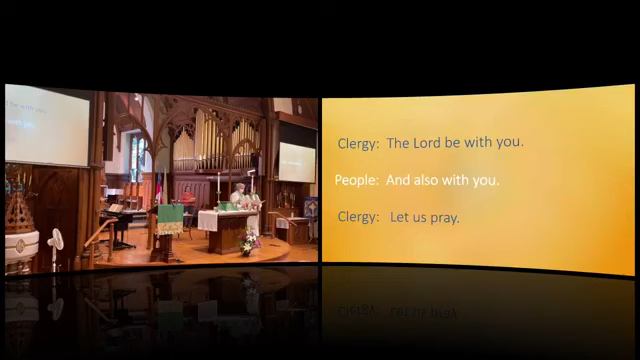 Clergy: The Lord be with you.
People: And also with you.
Clergy: Let us pray.